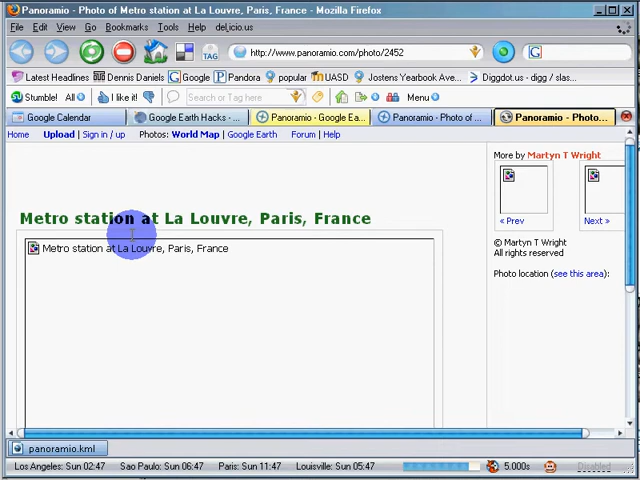 Panoramio - Photo of Metro station at La Louvre, Paris, France - Mozilla Firefox
File Edit View Go Bookmarks Tools Help del.icio.us
TAG http://www.panoramio.com/photo/2452
Latest Headlines Dennis Daniels Google Pandora popular UASD Jostens Yearbook Ave... Diggdot.us - digg / slas...
Stumble! All I like it! Search or Tag here Menu
Google Calendar Google Earth Hacks - ... Panoramio - Google Ea... Panoramio - Photo of ... Panoramio - Photo...
Home Upload | Sign in / up Photos: World Map | Google Earth Forum | Help
More by Martyn T Wright
« Prev Next »
© Martyn T Wright
All rights reserved
Photo location (see this area):
Metro station at La Louvre, Paris, France
Metro station at La Louvre, Paris, France
panoramio.kml
Los Angeles: Sun 02:47 Sao Paulo: Sun 06:47 Paris: Sun 11:47 Louisville: Sun 05:47 5.000s Disabled